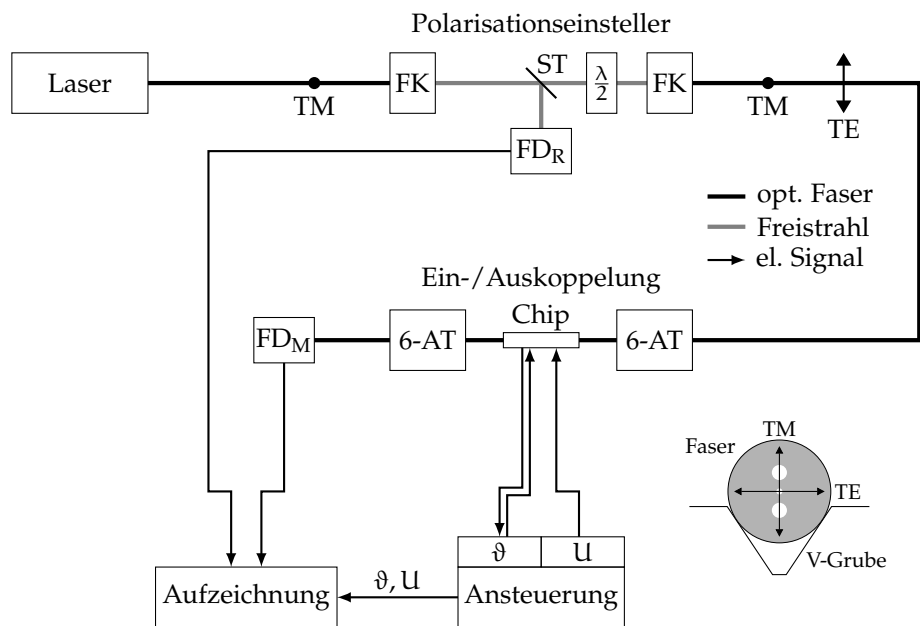 Polarisationseinsteller
Laser
TM
FK
ST
λ/2
FK
TM
TE
FD_R
opt. Faser
Freistrahl
el. Signal
Ein-/Auskoppelung
Chip
FD_M
6-AT
6-AT
TM
Faser
TE
V-Grube
ϑ
U
Aufzeichnung
ϑ, U
Ansteuerung